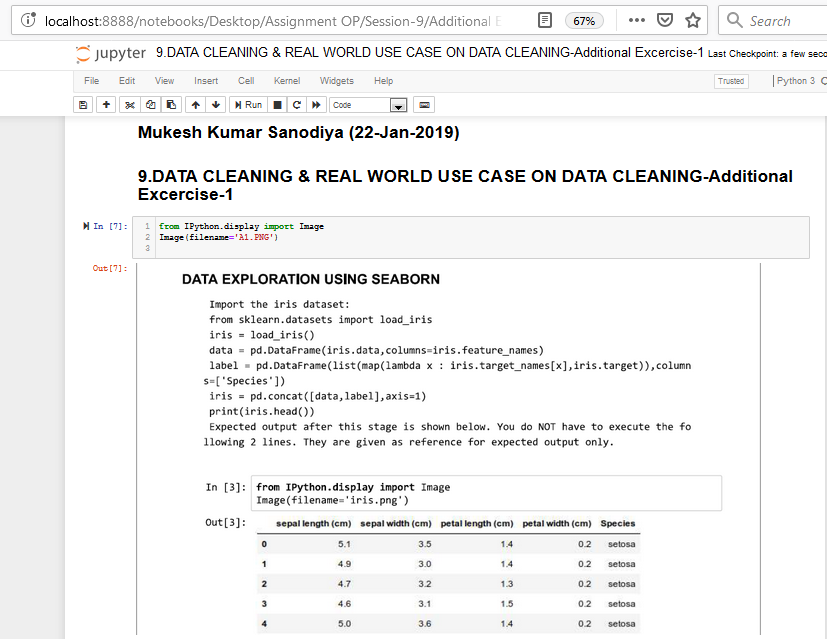 localhost:8888/notebooks/Desktop/Assignment OP/Session-9/Additional E
67%
Search
jupyter 9.DATA CLEANING & REAL WORLD USE CASE ON DATA CLEANING-Additional Excercise-1 Last Checkpoint: a few seco
File Edit View Insert Cell Kernel Widgets Help
Trusted
Python 3
Run
Code
Mukesh Kumar Sanodiya (22-Jan-2019)
9.DATA CLEANING & REAL WORLD USE CASE ON DATA CLEANING-Additional
Excercise-1
In [7]:
1 from IPython.display import Image
2 Image(filename='A1.PNG')
3
Out[7]:
DATA EXPLORATION USING SEABORN
Import the iris dataset:
from sklearn.datasets import load_iris
iris = load_iris()
data = pd.DataFrame(iris.data,columns=iris.feature_names)
label = pd.DataFrame(list(map(lambda x : iris.target_names[x],iris.target)),column
s=['Species'])
iris = pd.concat([data,label],axis=1)
print(iris.head())
Expected output after this stage is shown below. You do NOT have to execute the fo
llowing 2 lines. They are given as reference for expected output only.
In [3]: from IPython.display import Image
Image(filename='iris.png')
Out[3]:
sepal length (cm) sepal width (cm) petal length (cm) petal width (cm) Species
0 5.1 3.5 1.4 0.2 setosa
1 4.9 3.0 1.4 0.2 setosa
2 4.7 3.2 1.3 0.2 setosa
3 4.6 3.1 1.5 0.2 setosa
4 5.0 3.6 1.4 0.2 setosa